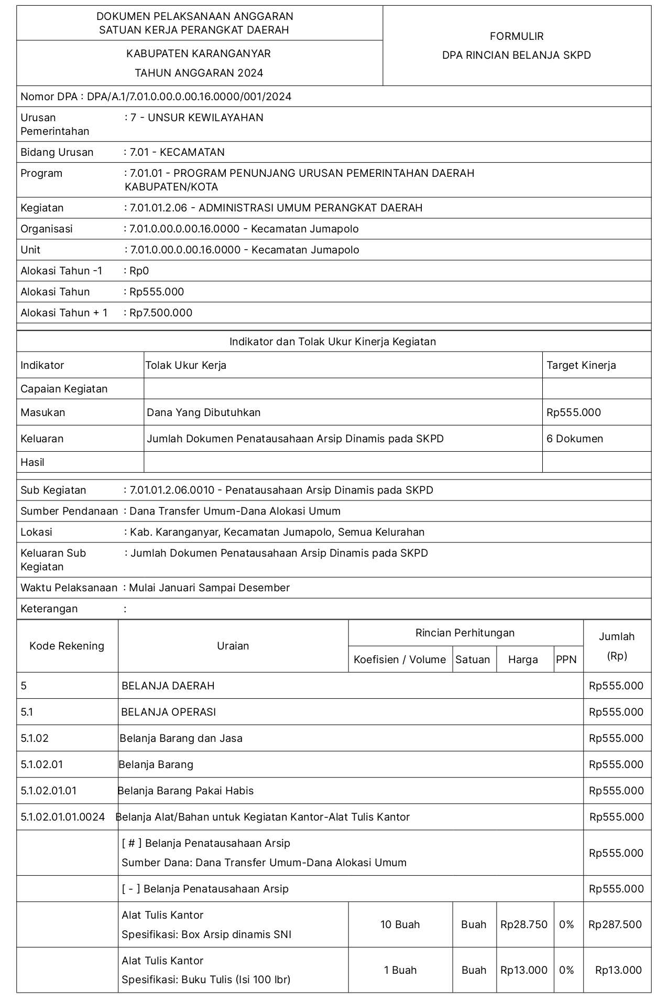 DOKUMEN PELAKSANAAN ANGGARAN
SATUAN KERJA PERANGKAT DAERAH
KABUPATEN KARANGANYAR
TAHUN ANGGARAN 2024
FORMULIR
DPA RINCIAN BELANJA SKPD
Nomor DPA : DPA/A.1/7.01.0.00.0.00.16.0000/001/2024
Urusan : 7 - UNSUR KEWILAYAHAN
Pemerintahan
Bidang Urusan : 7.01 - KECAMATAN
Program : 7.01.01 - PROGRAM PENUNJANG URUSAN PEMERINTAHAN DAERAH
KABUPATEN/KOTA
Kegiatan : 7.01.01.2.06 - ADMINISTRASI UMUM PERANGKAT DAERAH
Organisasi : 7.01.0.00.0.00.16.0000 - Kecamatan Jumapolo
Unit : 7.01.0.00.0.00.16.0000 - Kecamatan Jumapolo
Alokasi Tahun -1 : Rp0
Alokasi Tahun : Rp555.000
Alokasi Tahun + 1 : Rp7.500.000
Indikator dan Tolak Ukur Kinerja Kegiatan
Indikator Tolak Ukur Kerja Target Kinerja
Capaian Kegiatan
Masukan Dana Yang Dibutuhkan Rp555.000
Keluaran Jumlah Dokumen Penatausahaan Arsip Dinamis pada SKPD 6 Dokumen
Hasil
Sub Kegiatan : 7.01.01.2.06.0010 - Penatausahaan Arsip Dinamis pada SKPD
Sumber Pendanaan : Dana Transfer Umum-Dana Alokasi Umum
Lokasi : Kab. Karanganyar, Kecamatan Jumapolo, Semua Kelurahan
Keluaran Sub : Jumlah Dokumen Penatausahaan Arsip Dinamis pada SKPD
Kegiatan
Waktu Pelaksanaan : Mulai Januari Sampai Desember
Keterangan :
Kode Rekening Uraian Rincian Perhitungan Jumlah
(Rp)
Koefisien / Volume Satuan Harga PPN
5 BELANJA DAERAH Rp555.000
5.1 BELANJA OPERASI Rp555.000
5.1.02 Belanja Barang dan Jasa Rp555.000
5.1.02.01 Belanja Barang Rp555.000
5.1.02.01.01 Belanja Barang Pakai Habis Rp555.000
5.1.02.01.01.0024 Belanja Alat/Bahan untuk Kegiatan Kantor-Alat Tulis Kantor Rp555.000
[ # ] Belanja Penatausahaan Arsip
Sumber Dana: Dana Transfer Umum-Dana Alokasi Umum
Rp555.000
[ - ] Belanja Penatausahaan Arsip Rp555.000
Alat Tulis Kantor
Spesifikasi: Box Arsip dinamis SNI
10 Buah Buah Rp28.750 0% Rp287.500
Alat Tulis Kantor
Spesifikasi: Buku Tulis (Isi 100 lbr)
1 Buah Buah Rp13.000 0% Rp13.000